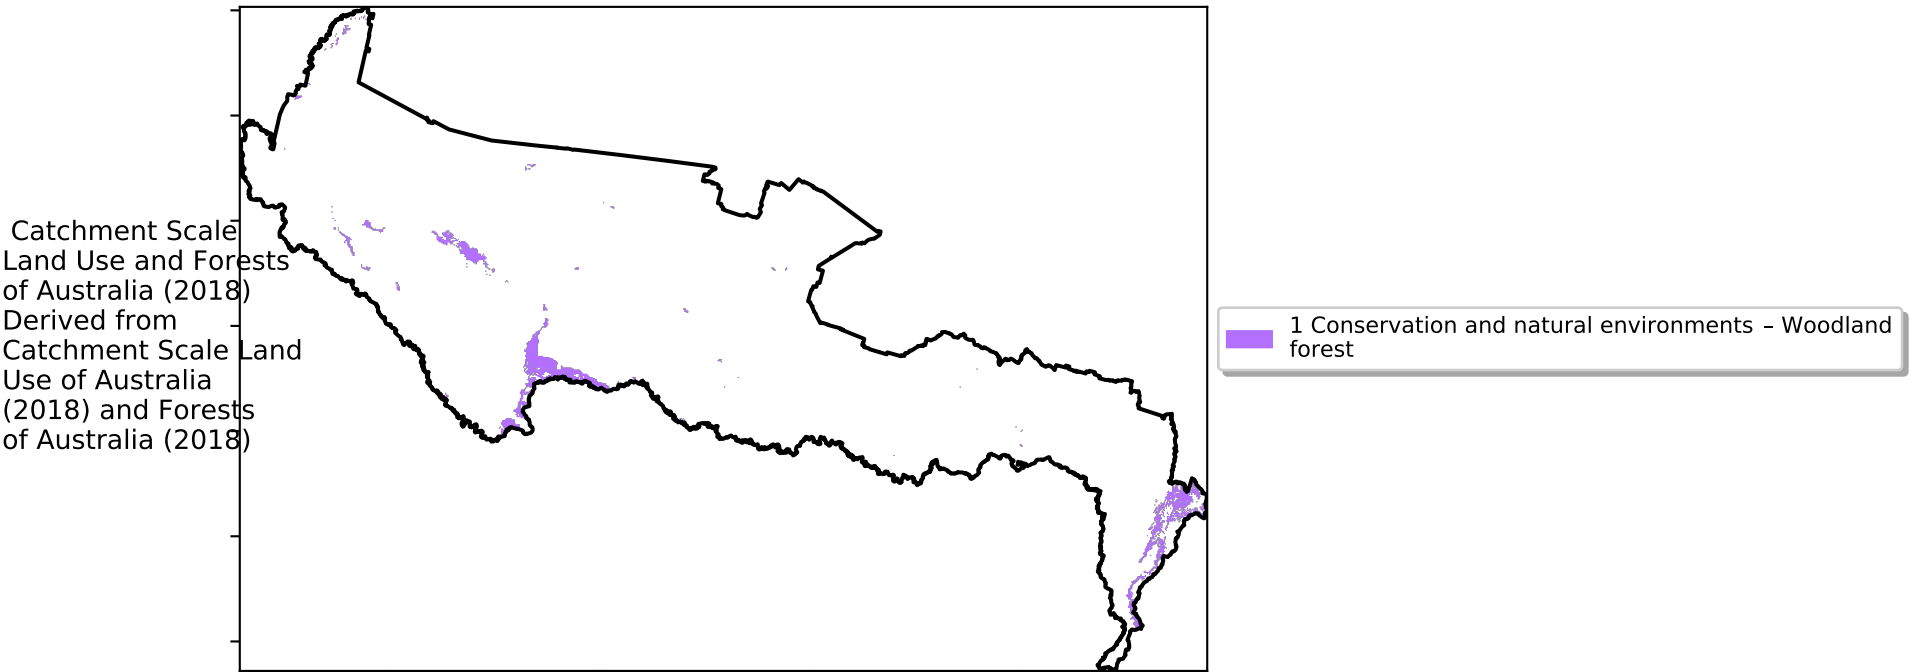 Catchment Scale
Land Use and Forests
of Australia (2018)
Derived from
Catchment Scale Land
Use of Australia
(2018) and Forests
of Australia (2018)
1 Conservation and natural environments – Woodland
forest